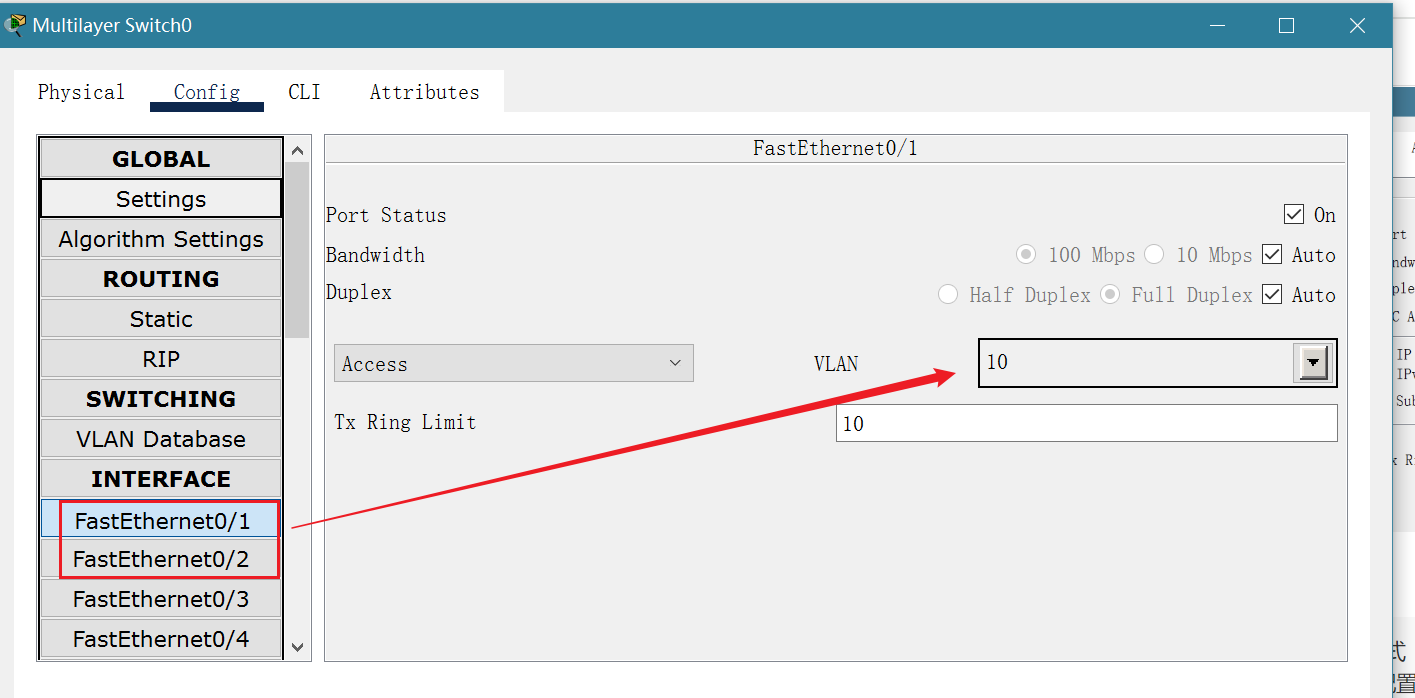 Multilayer Switch0
Physical Config CLI Attributes
GLOBAL
Settings
Algorithm Settings
ROUTING
Static
RIP
SWITCHING
VLAN Database
INTERFACE
FastEthernet0/1
FastEthernet0/2
FastEthernet0/3
FastEthernet0/4
FastEthernet0/1
Port Status On
Bandwidth 100 Mbps 10 Mbps Auto
Duplex Half Duplex Full Duplex Auto
Access VLAN 10
Tx Ring Limit 10
IP
式